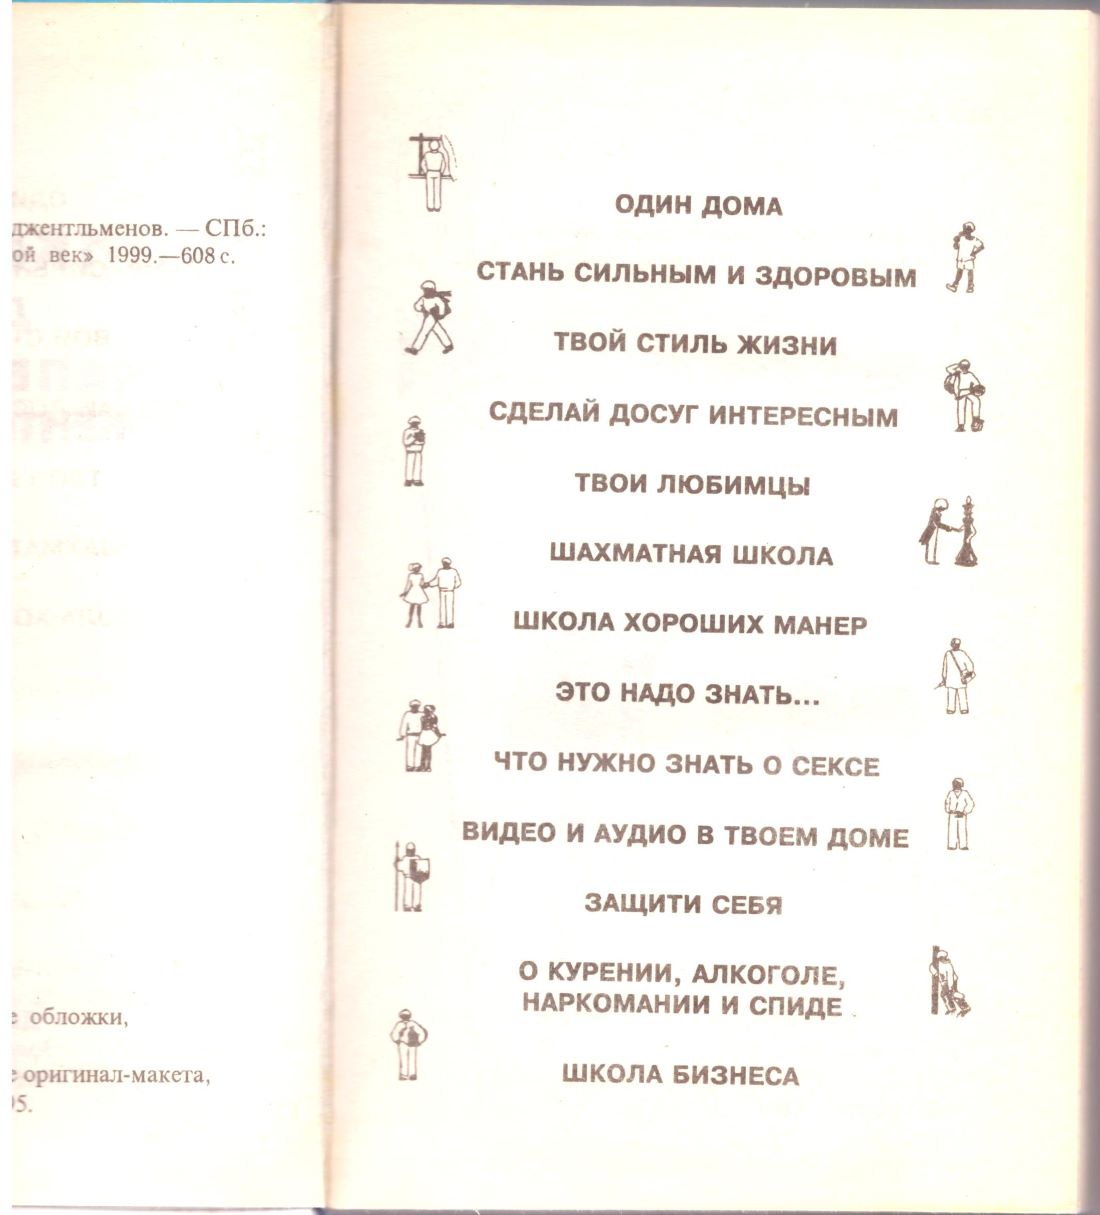 джентльменов. — СПб.:
ой век» 1999.—608 с.
обложки,
оригинал-макета,
95.
ОДИН ДОМА
СТАНЬ СИЛЬНЫМ И ЗДОРОВЫМ
ТВОЙ СТИЛЬ ЖИЗНИ
СДЕЛАЙ ДОСУГ ИНТЕРЕСНЫМ
ТВОИ ЛЮБИМЦЫ
ШАХМАТНАЯ ШКОЛА
ШКОЛА ХОРОШИХ МАНЕР
ЭТО НАДО ЗНАТЬ...
ЧТО НУЖНО ЗНАТЬ О СЕКСЕ
ВИДЕО И АУДИО В ТВОЕМ ДОМЕ
ЗАЩИТИ СЕБЯ
О КУРЕНИИ, АЛКОГОЛЕ,
НАРКОМАНИИ И СПИДЕ
ШКОЛА БИЗНЕСА